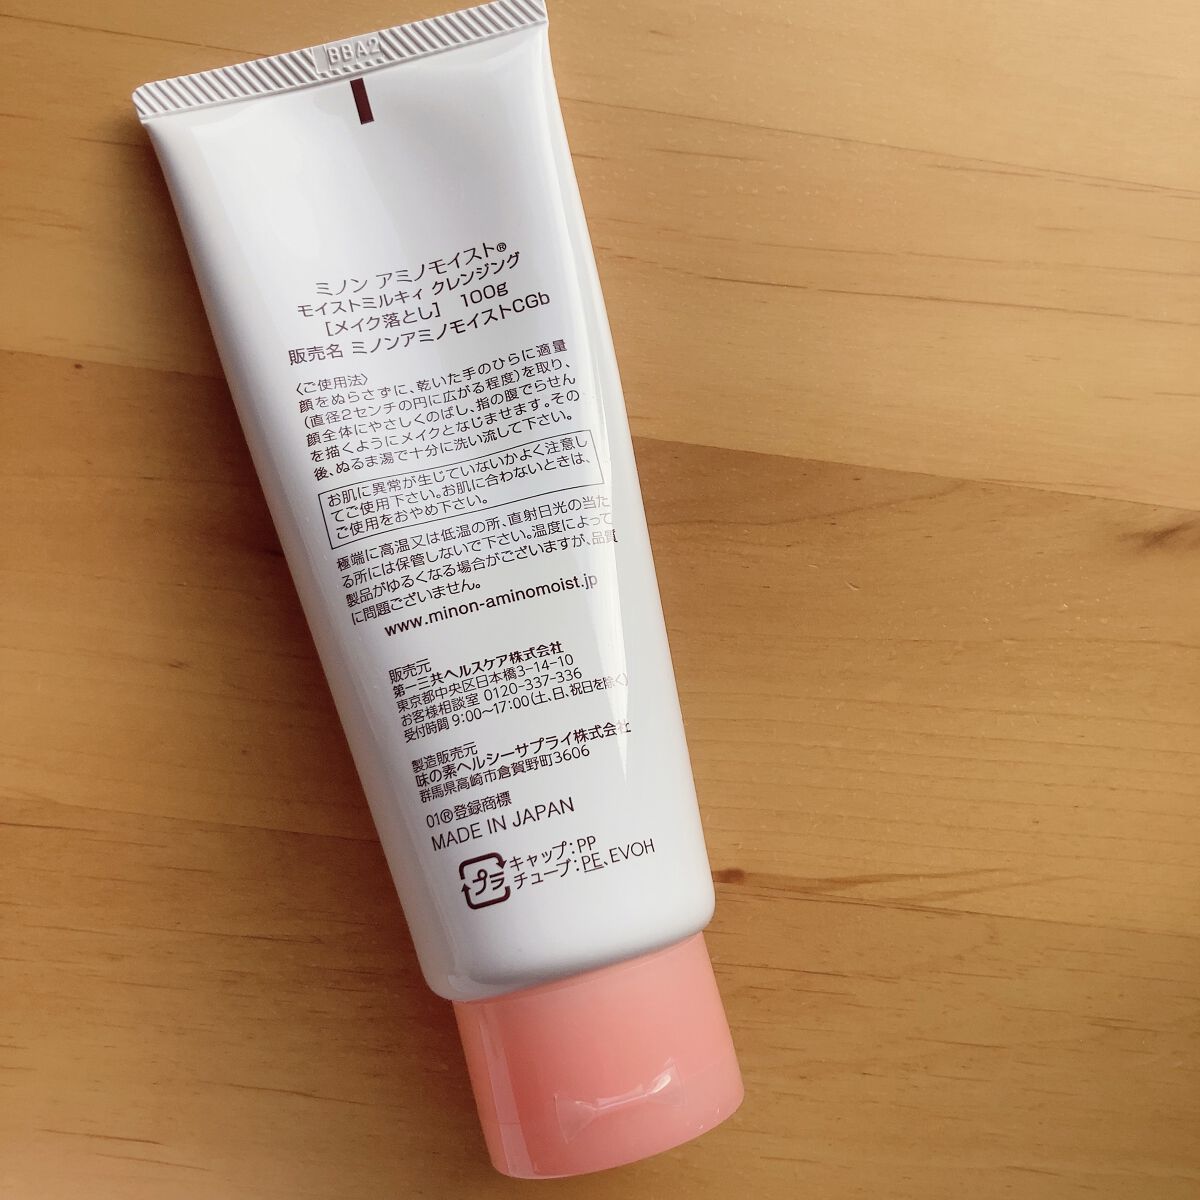 BBA2
ミノン アミノモイスト®
モイストミルキィ クレンジング
［メイク落とし］ 100g
販売名 ミノンアミノモイストCGb
〈ご使用法〉
顔をぬらさずに、乾いた手のひらに適量
（直径2センチの円に広がる程度）を取り、
顔全体にやさしくのばし、指の腹でらせん
を描くようにメイクとなじませます。その
後、ぬるま湯で十分に洗い流して下さい。
お肌に異常が生じていないかよく注意し
てご使用下さい。お肌に合わないときは、
ご使用をおやめ下さい。
極端に高温又は低温の所、直射日光の当た
る所には保管しないで下さい。温度によって
製品がゆるくなる場合がございますが、品質
に問題ございません。
www.minon-aminomoist.jp
販売元
第一三共ヘルスケア株式会社
東京都中央区日本橋3-14-10
お客様相談室 0120-337-336
受付時間 9:00〜17:00（土、日、祝日を除く）
製造販売元
味の素ヘルシーサプライ株式会社
群馬県高崎市倉賀野町3606
01®登録商標
MADE IN JAPAN
プラ キャップ：PP
チューブ：PE、EVOH